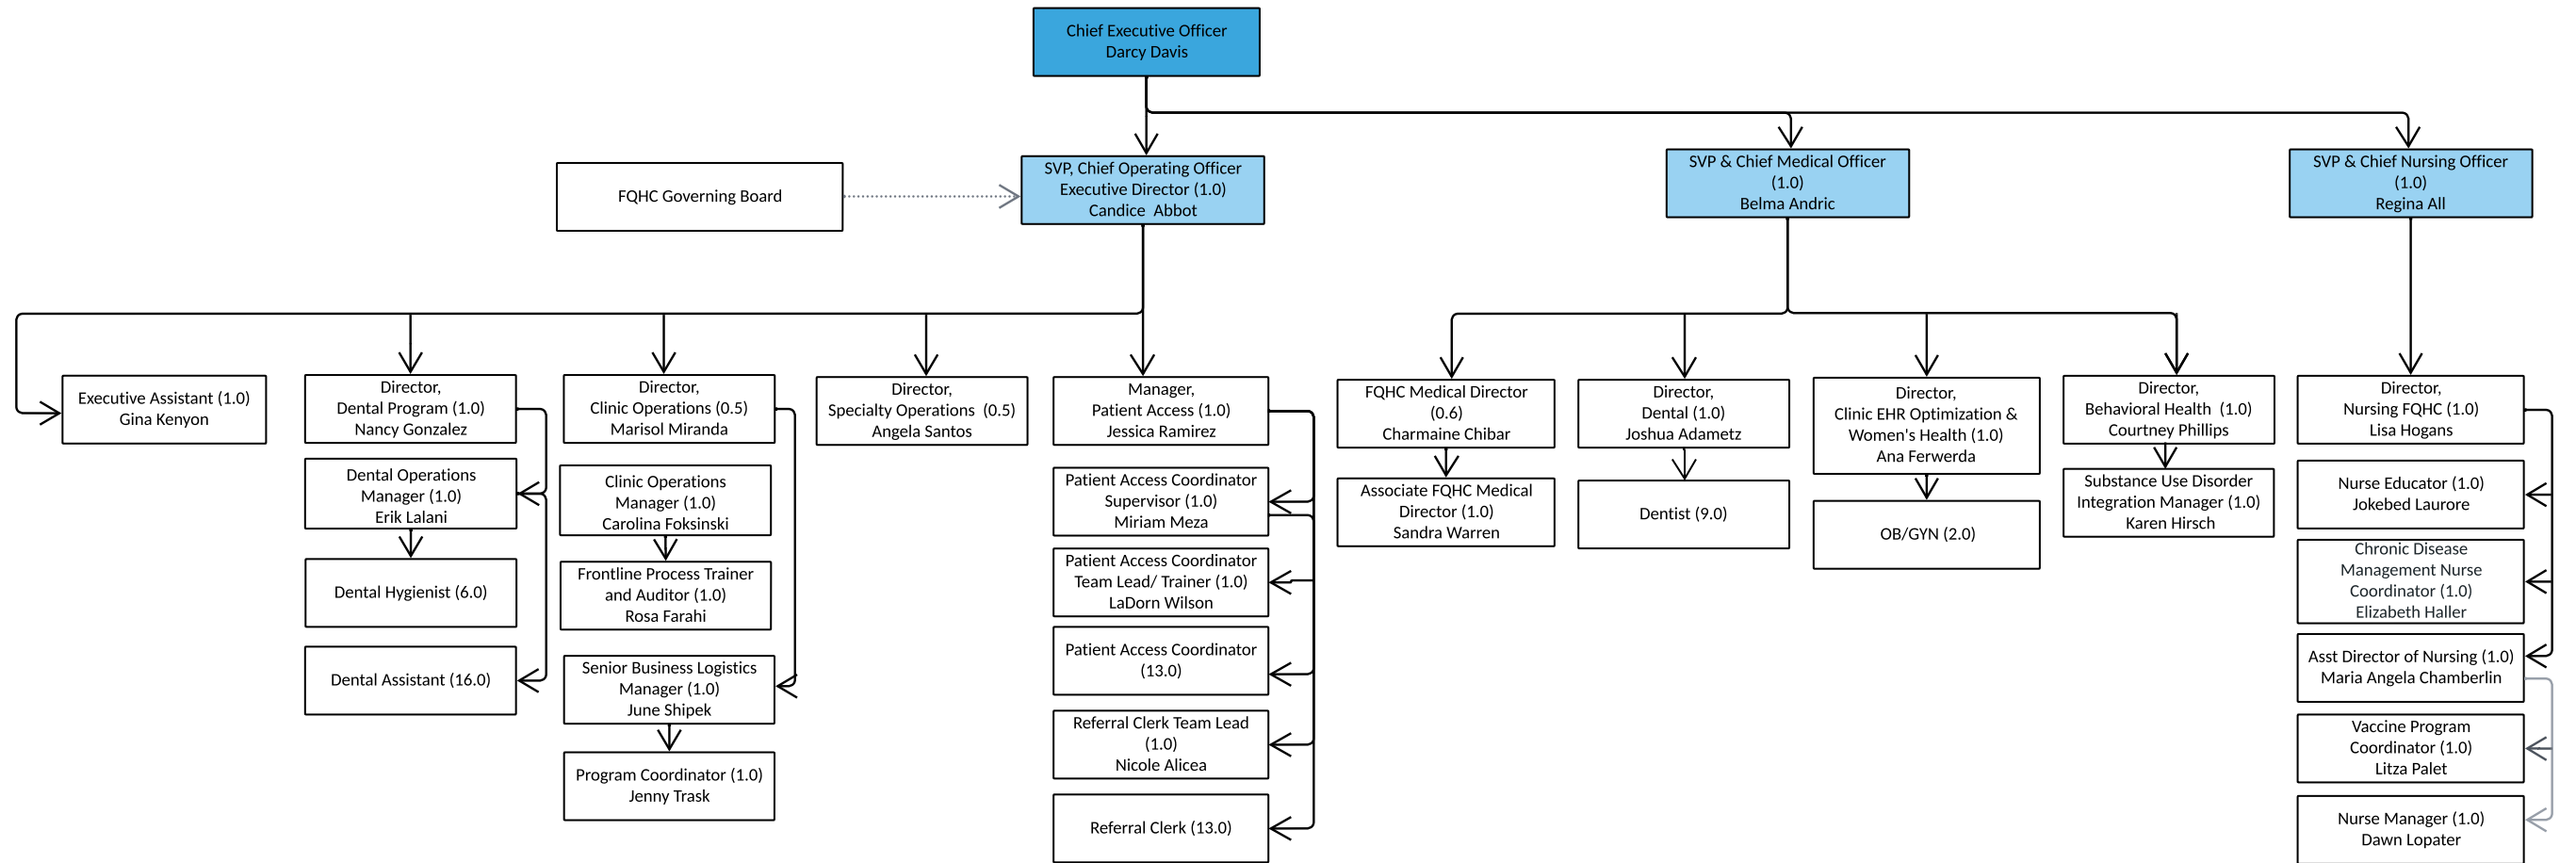 Chief Executive Officer
Darcy Davis
FQHC Governing Board
SVP, Chief Operating Officer
Executive Director (1.0)
Candice  Abbot
SVP & Chief Medical Officer
(1.0)
Belma Andric
SVP & Chief Nursing Officer
(1.0)
Regina All
Executive Assistant (1.0)
Gina Kenyon
Director,
Dental Program (1.0)
Nancy Gonzalez
Dental Operations
Manager (1.0)
Erik Lalani
Dental Hygienist (6.0)
Dental Assistant (16.0)
Director,
Clinic Operations (0.5)
Marisol Miranda
Clinic Operations
Manager (1.0)
Carolina Foksinski
Frontline Process Trainer
and Auditor (1.0)
Rosa Farahi
Senior Business Logistics
Manager (1.0)
June Shipek
Program Coordinator (1.0)
Jenny Trask
Director,
Specialty Operations  (0.5)
Angela Santos
Manager,
Patient Access (1.0)
Jessica Ramirez
Patient Access Coordinator
Supervisor (1.0)
Miriam Meza
Patient Access Coordinator
Team Lead/ Trainer (1.0)
LaDorn Wilson
Patient Access Coordinator
(13.0)
Referral Clerk Team Lead
(1.0)
Nicole Alicea
Referral Clerk (13.0)
FQHC Medical Director
(0.6)
Charmaine Chibar
Associate FQHC Medical
Director (1.0)
Sandra Warren
Director,
Dental (1.0)
Joshua Adametz
Dentist (9.0)
Director,
Clinic EHR Optimization &
Women's Health (1.0)
Ana Ferwerda
OB/GYN (2.0)
Director,
Behavioral Health  (1.0)
Courtney Phillips
Substance Use Disorder
Integration Manager (1.0)
Karen Hirsch
Director,
Nursing FQHC (1.0)
Lisa Hogans
Nurse Educator (1.0)
Jokebed Laurore
Chronic Disease
Management Nurse
Coordinator (1.0)
Elizabeth Haller
Asst Director of Nursing (1.0)
Maria Angela Chamberlin
Vaccine Program
Coordinator (1.0)
Litza Palet
Nurse Manager (1.0)
Dawn Lopater